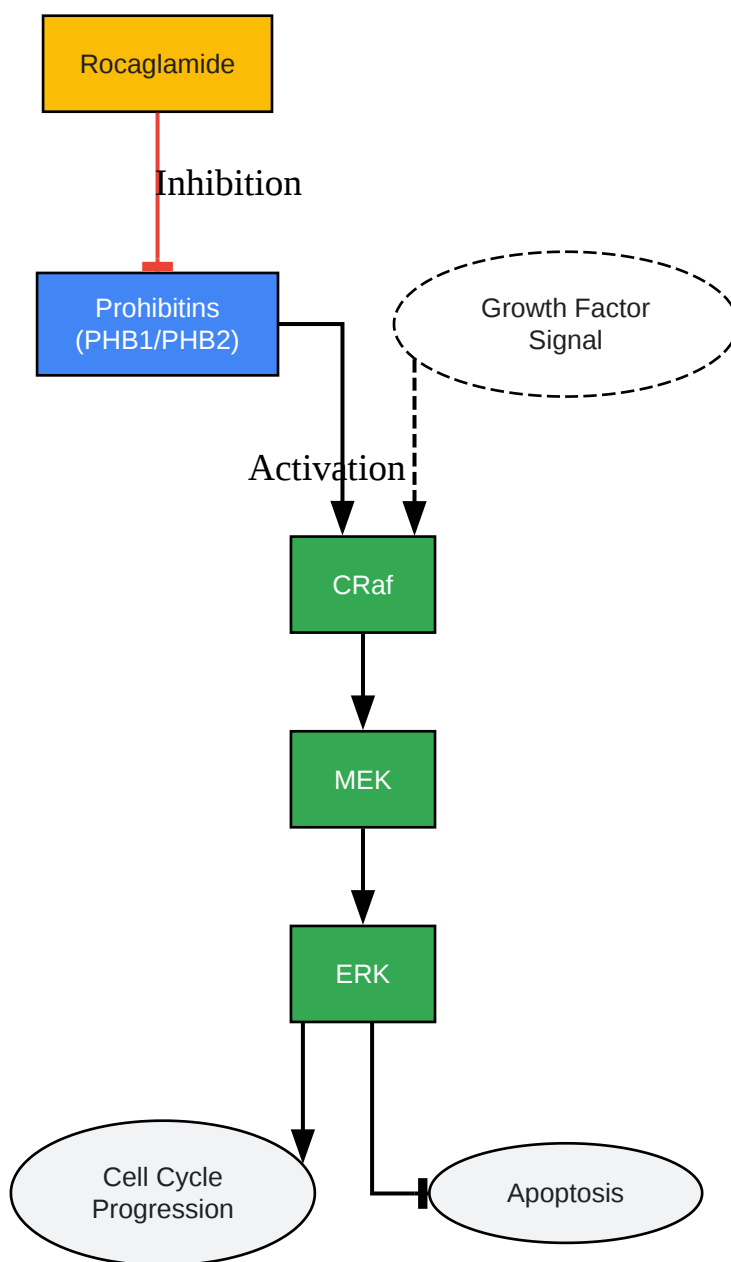 Rocaglamide
Inhibition
Prohibitins
(PHB1/PHB2)
Growth Factor
Signal
Activation
CRaf
MEK
ERK
Cell Cycle
Progression
Apoptosis